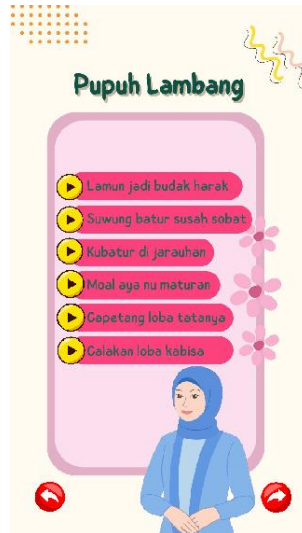 Pupuh Lambang
Lamun jadi budak harak
Suwung batur susah sobat
Kubatur di jarauhan
Moal aya nu maturan
Capetang loba tatanya
Calakan loba kabisa